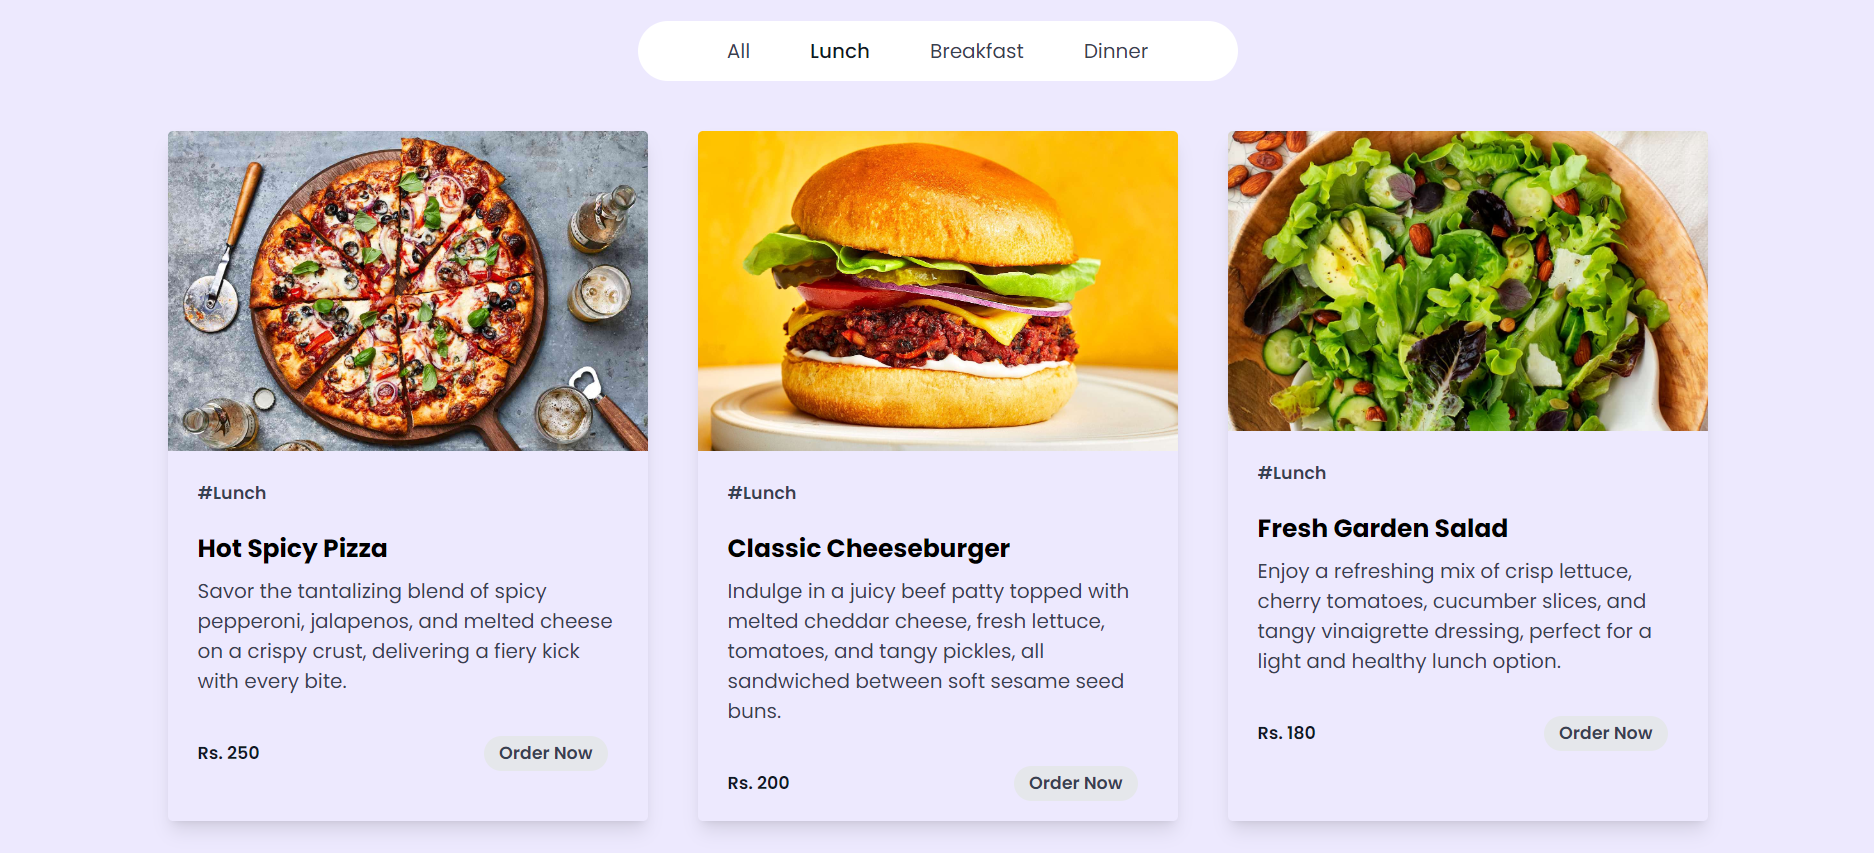 All Lunch Breakfast Dinner
#Lunch
Hot Spicy Pizza
Savor the tantalizing blend of spicy
pepperoni, jalapenos, and melted cheese
on a crispy crust, delivering a fiery kick
with every bite.
Rs. 250 Order Now
#Lunch
Classic Cheeseburger
Indulge in a juicy beef patty topped with
melted cheddar cheese, fresh lettuce,
tomatoes, and tangy pickles, all
sandwiched between soft sesame seed
buns.
Rs. 200 Order Now
#Lunch
Fresh Garden Salad
Enjoy a refreshing mix of crisp lettuce,
cherry tomatoes, cucumber slices, and
tangy vinaigrette dressing, perfect for a
light and healthy lunch option.
Rs. 180 Order Now